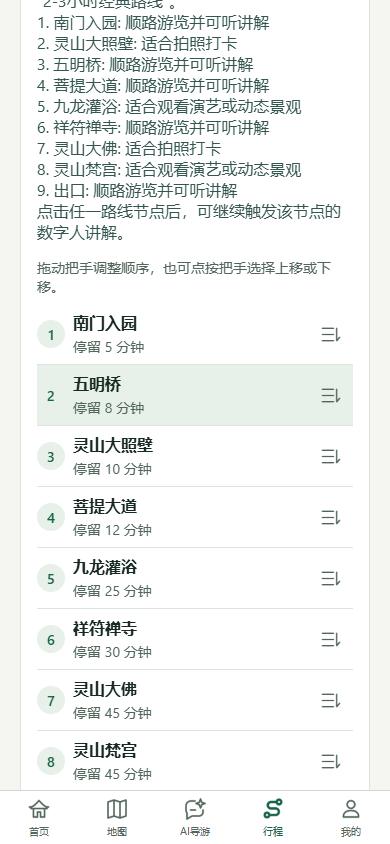 “2-3小时经典路线”。
1. 南门入园: 顺路游览并可听讲解
2. 灵山大照壁: 适合拍照打卡
3. 五明桥: 顺路游览并可听讲解
4. 菩提大道: 顺路游览并可听讲解
5. 九龙灌浴: 适合观看演艺或动态景观
6. 祥符禅寺: 顺路游览并可听讲解
7. 灵山大佛: 适合拍照打卡
8. 灵山梵宫: 适合观看演艺或动态景观
9. 出口: 顺路游览并可听讲解
点击任一路线节点后，可继续触发该节点的
数字人讲解。
拖动把手调整顺序，也可点按把手选择上移或下
移。
1
南门入园
停留 5 分钟
2
五明桥
停留 8 分钟
3
灵山大照壁
停留 10 分钟
4
菩提大道
停留 12 分钟
5
九龙灌浴
停留 25 分钟
6
祥符禅寺
停留 30 分钟
7
灵山大佛
停留 45 分钟
8
灵山梵宫
停留 45 分钟
首页 地图 AI导游 行程 我的